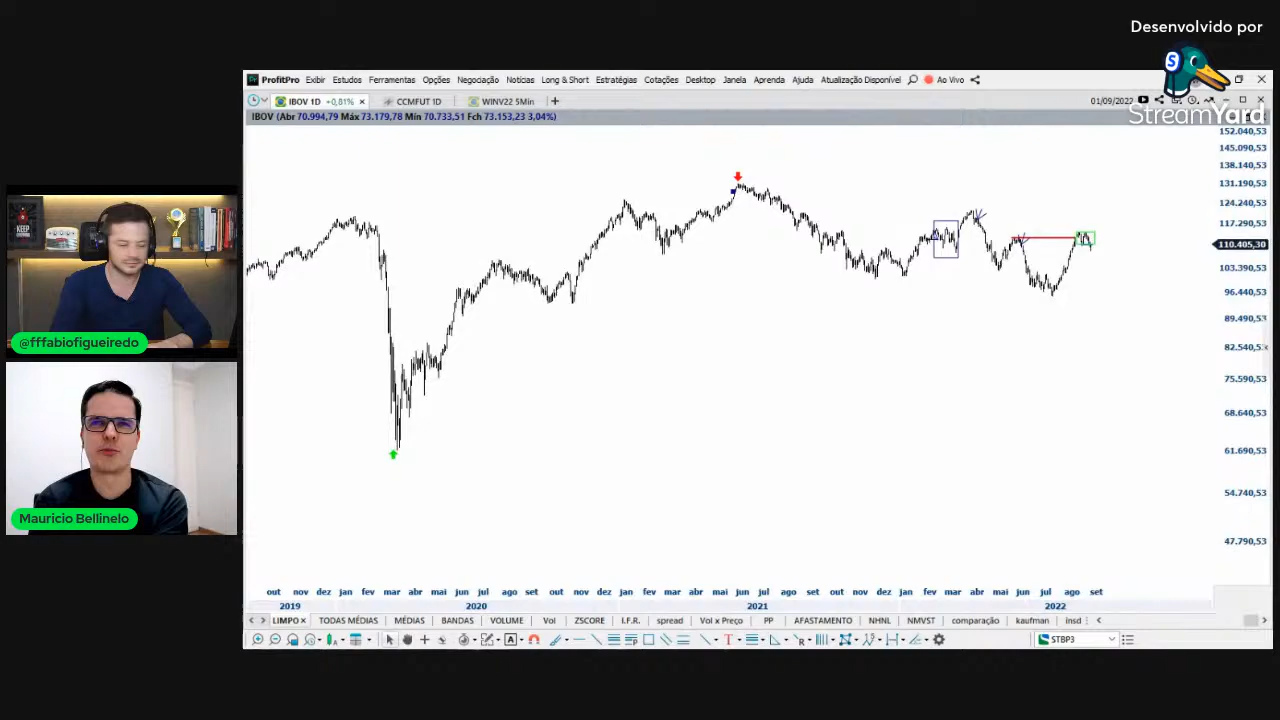 Desenvolvido por
StreamYard
ProfitPro Exibir Estudos Ferramentas Opções Negociação Notícias Long & Short Estratégias Cotações Desktop Janela Aprenda Ajuda Atualização Disponível Ao Vivo
IBOV 1D +0,81% x CCMFUT 1D WINV22 5Min +
01/09/2022
IBOV (Abr 70.994,79 Máx 73.179,78 Mín 70.733,51 Fch 73.153,23 3,04%)
152.040,53
145.090,53
138.140,53
131.190,53
124.240,53
117.290,53
110.405,30
103.390,53
96.440,53
89.490,53
82.540,53
75.590,53
68.640,53
61.690,53
54.740,53
47.790,53
KEEP
@fffabiofigueiredo
Mauricio Bellinelo
out nov dez jan fev mar abr mai jun jul ago set out nov dez jan fev mar abr mai jun jul ago set out nov dez jan fev mar abr mai jun jul ago set
2019 2020 2021 2022
LIMPO x TODAS MÉDIAS MÉDIAS BANDAS VOLUME Vol ZSCORE I.F.R. spread Vol x Preço PP AFASTAMENTO NHNL NMVST comparação kaufman insd
STBP3